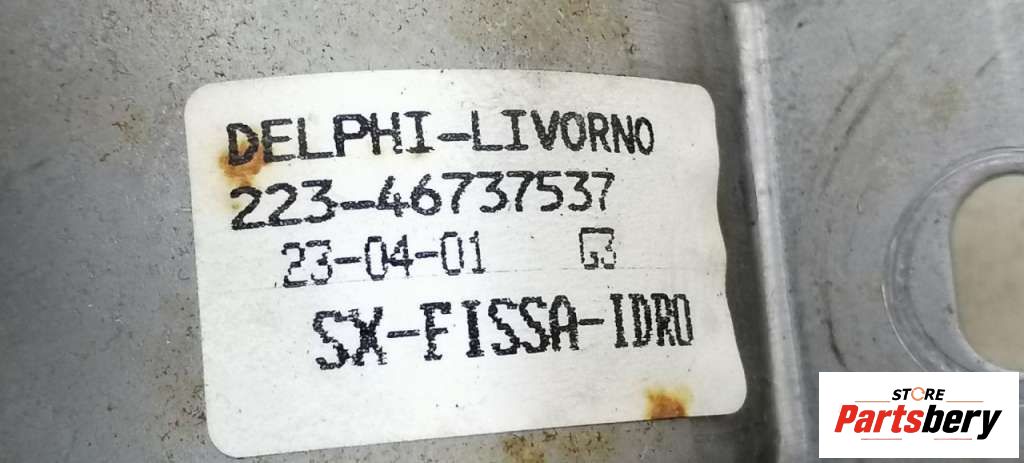 DELPHI-LIVORNO
223-46737537
23-04-01 G3
SX-FISSA-IDRO
STORE
Partsbery